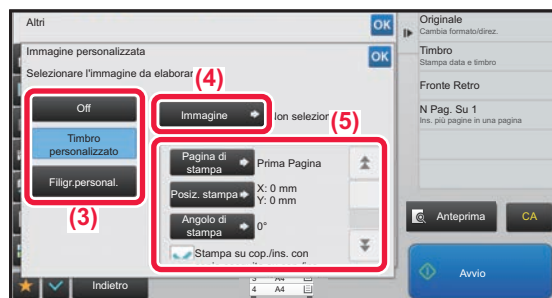 Altri
OK
Immagine personalizzata
OK
Selezionare l'immagine da elaborar
(4)
Off
Timbro
personalizzato
Filigr.personal.
(3)
Immagine
Non selezion
(5)
Pagina di
stampa
Prima Pagina
Posiz. stampa
X: 0 mm
Y: 0 mm
Angolo di
stampa
0°
Stampa su cop./ins. con
Indietro
A4
4 A4
Originale
Cambia formato/direz.
Timbro
Stampa data e timbro
Fronte Retro
N Pag. Su 1
Ins. più pagine in una pagina
Anteprima
CA
Avvio